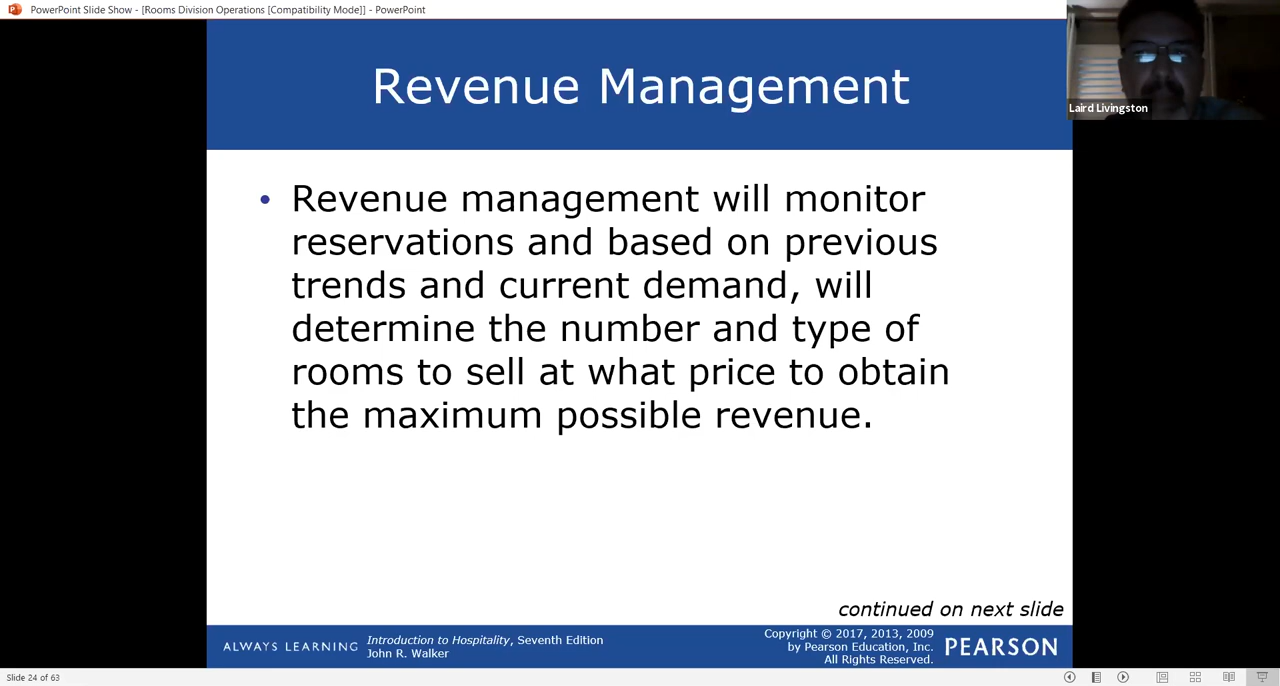 PowerPoint Slide Show - [Rooms Division Operations [Compatibility Mode]] - PowerPoint
Laird Livingston
Revenue Management
• Revenue management will monitor
reservations and based on previous
trends and current demand, will
determine the number and type of
rooms to sell at what price to obtain
the maximum possible revenue.
continued on next slide
ALWAYS LEARNING
Introduction to Hospitality, Seventh Edition
John R. Walker
Copyright © 2017, 2013, 2009
by Pearson Education, Inc.
All Rights Reserved.
PEARSON
Slide 24 of 63